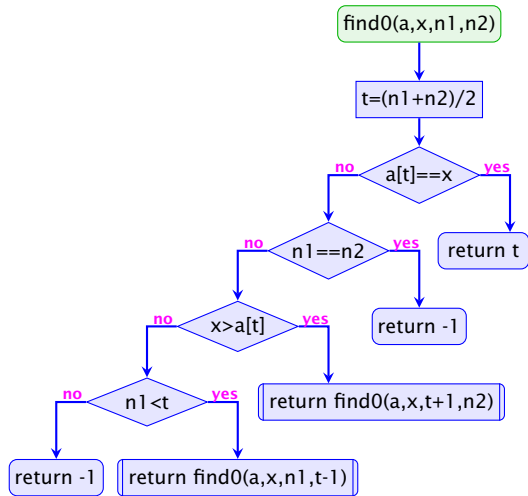 find0(a,x,n1,n2)
t=(n1+n2)/2
a[t]==x
no
yes
return t
n1==n2
no
yes
return -1
x>a[t]
no
yes
return find0(a,x,t+1,n2)
n1<t
no
yes
return -1
return find0(a,x,n1,t-1)